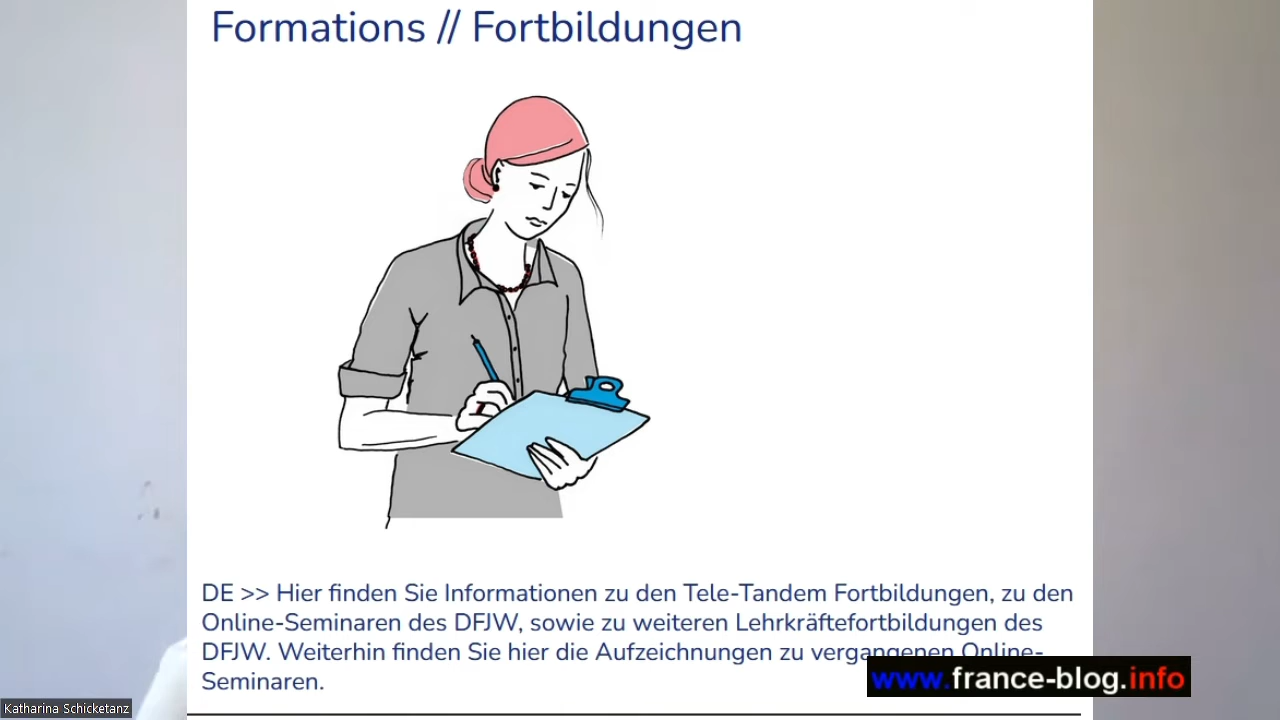 Formations // Fortbildungen
DE >> Hier finden Sie Informationen zu den Tele-Tandem Fortbildungen, zu den
Online-Seminaren des DFJW, sowie zu weiteren Lehrkräftefortbildungen des
DFJW. Weiterhin finden Sie hier die Aufzeichnungen zu vergangenen Online-
Seminaren.
www.france-blog.info
Katharina Schicketanz